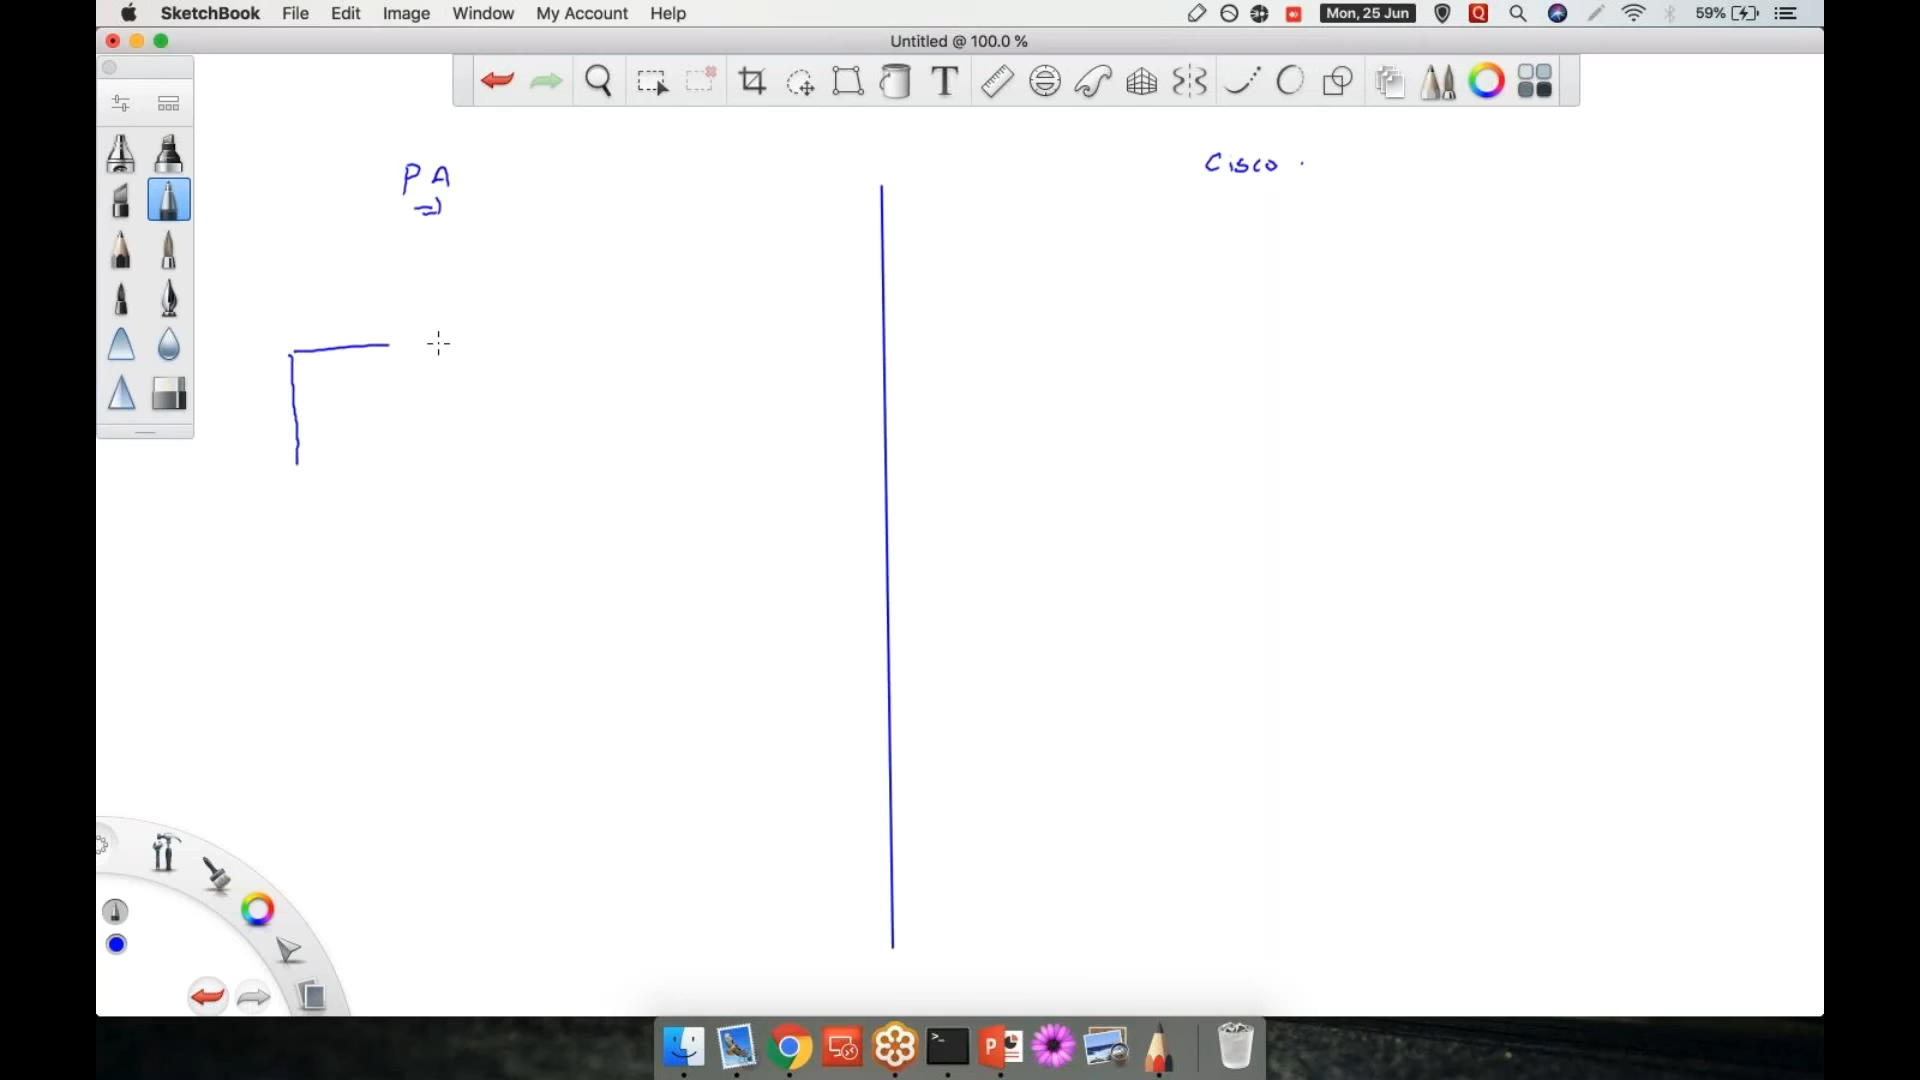 SketchBook File Edit Image Window My Account Help Mon, 25 Jun 59%
Untitled @ 100.0 %
T
PA
Cisco